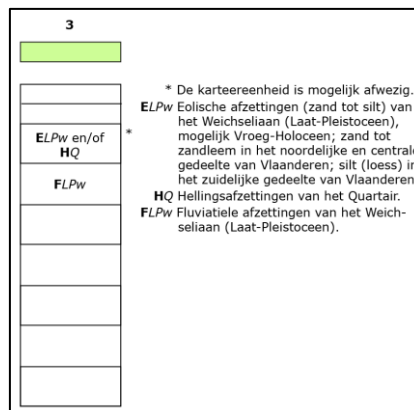 3
* De karteereenheid is mogelijk afwezig.
ELPw Eolische afzettingen (zand tot silt) van
het Weichseliaan (Laat-Pleistoceen),
mogelijk Vroeg-Holoceen; zand tot
zandleem in het noordelijke en centrale
gedeelte van Vlaanderen; silt (loess) in
het zuidelijke gedeelte van Vlaanderen
HQ Hellingsafzettingen van het Quartair.
FLPw Fluviatiele afzettingen van het Weich-
seliaan (Laat-Pleistoceen).
ELPw en/of *
HQ
FLPw